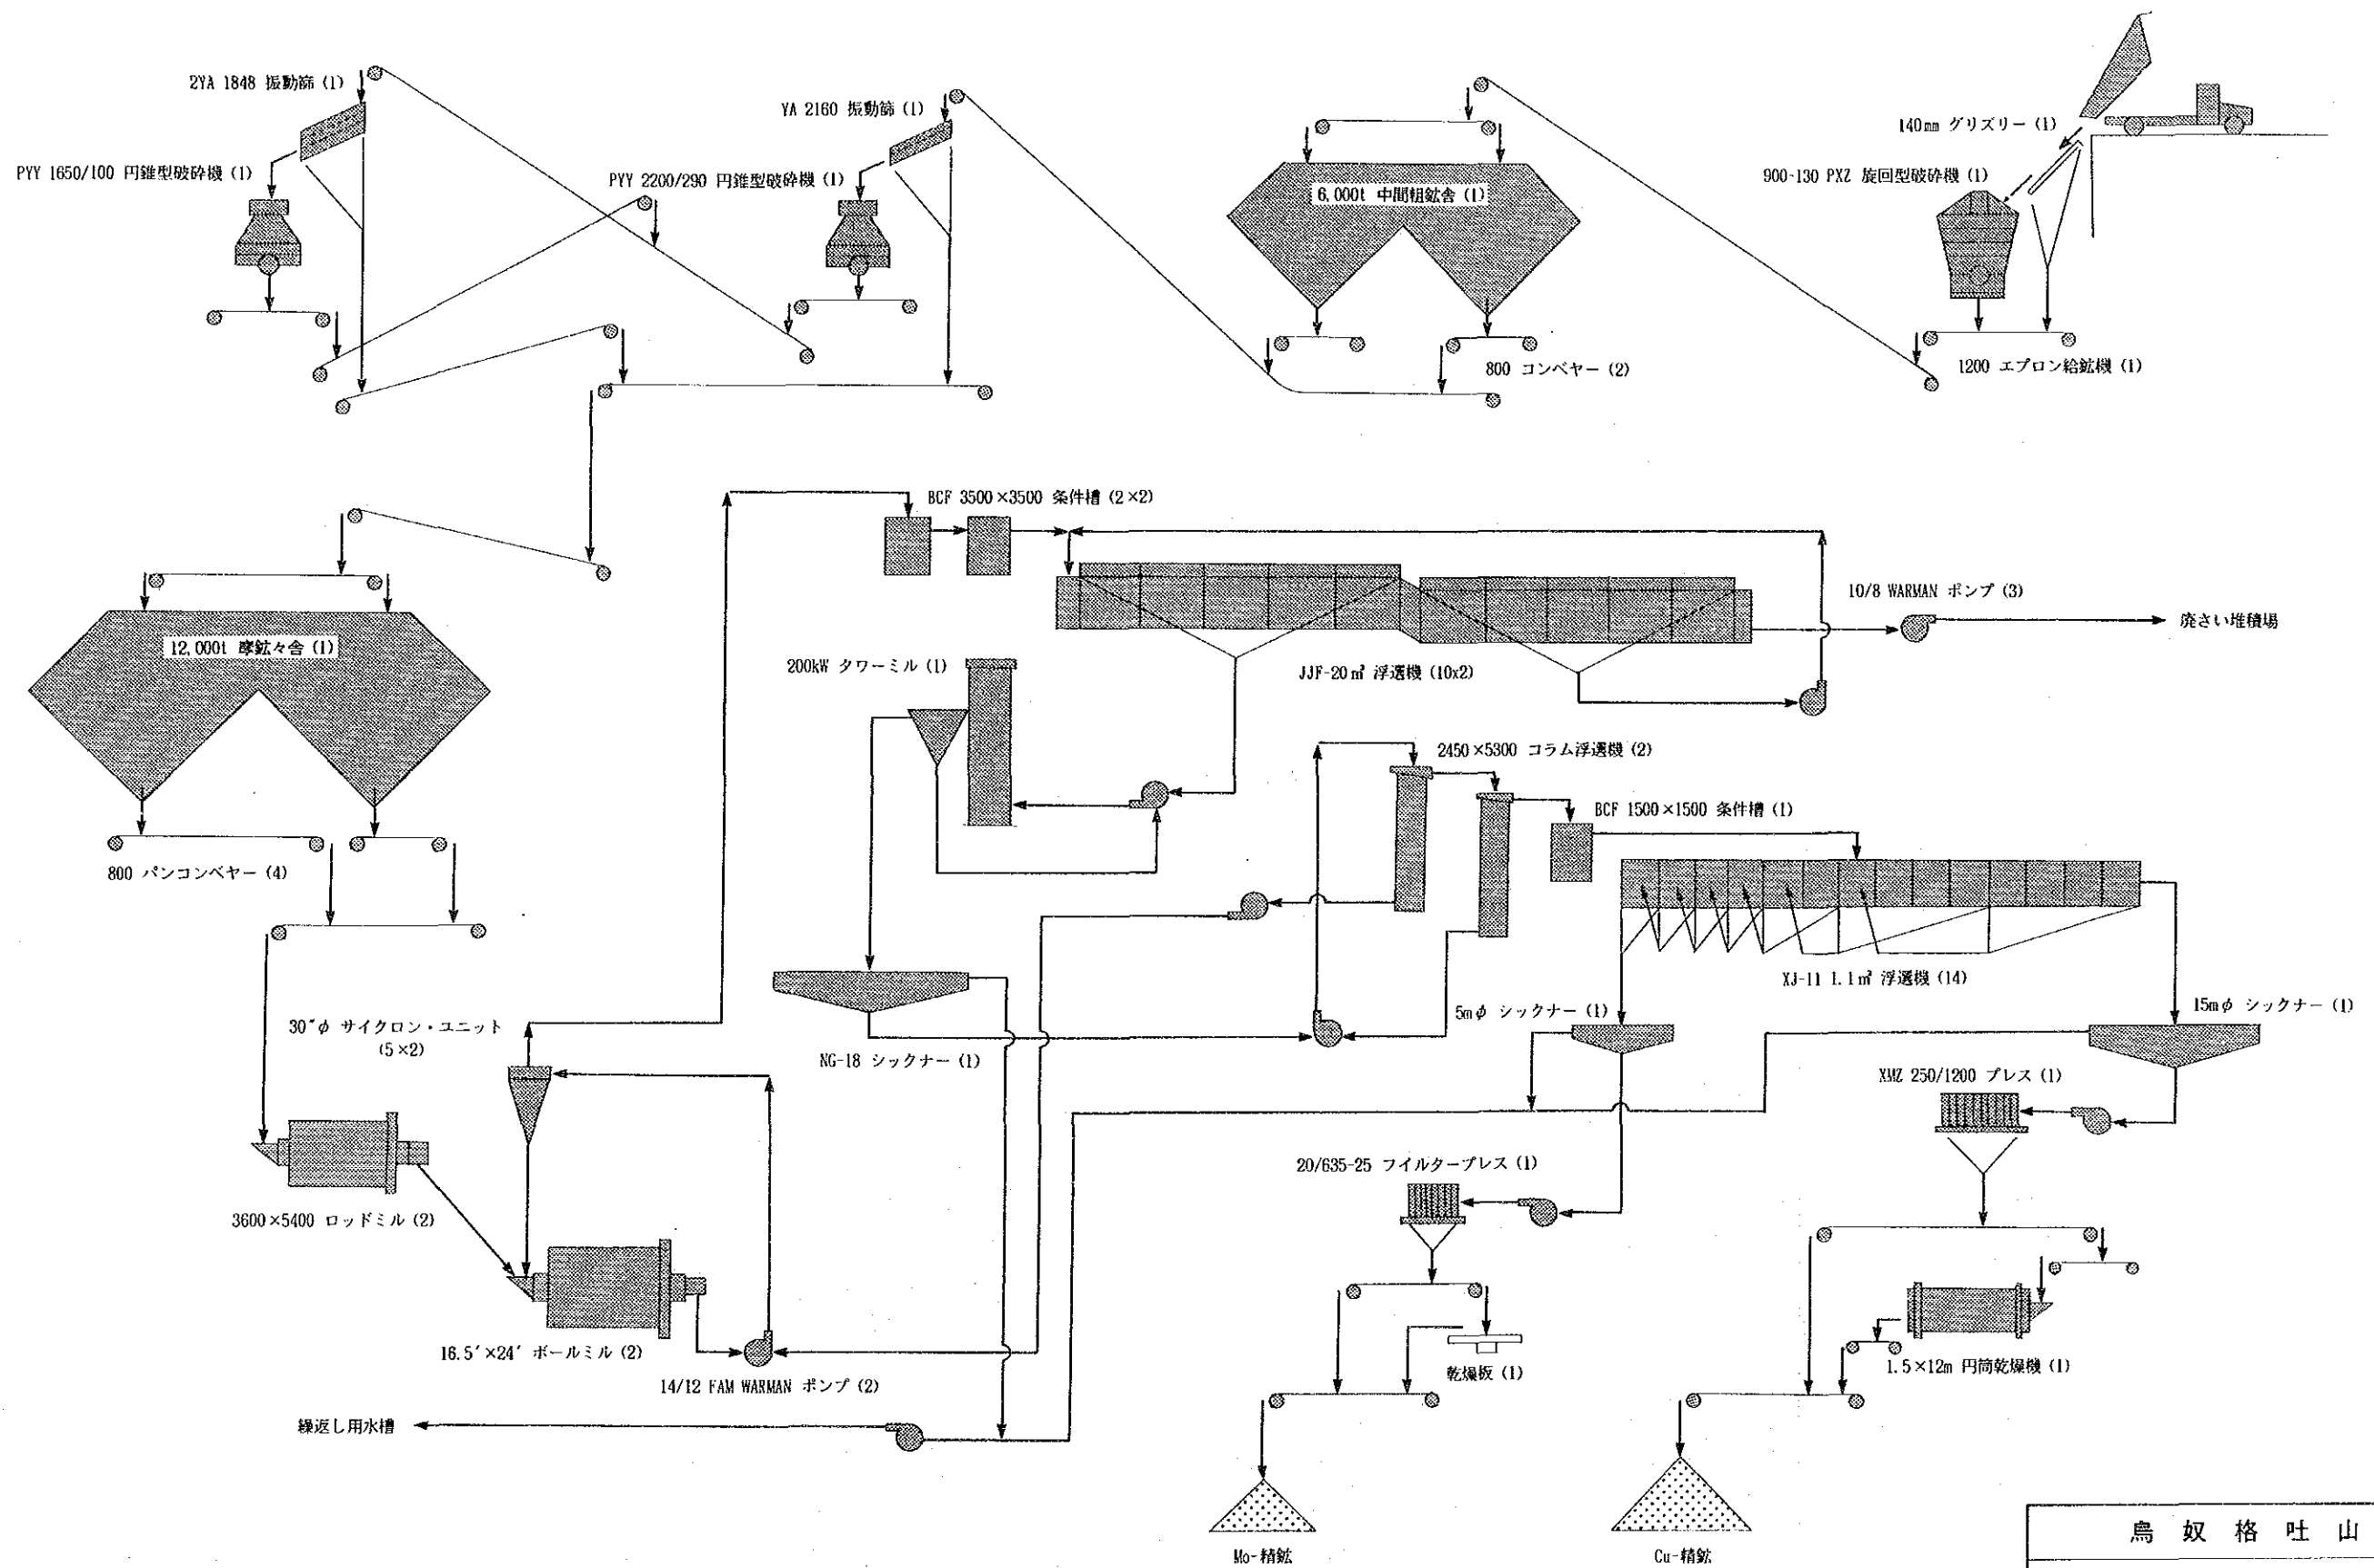 2YA 1848 振動篩 (1)
YA 2160 振動篩 (1)
140mm グリズリー (1)
PYY 1650/100 円錐型破砕機 (1)
PYY 2200/290 円錐型破砕機 (1)
6,000t 中間粗鉱舎 (1)
900-130 PXZ 旋回型破砕機 (1)
800 コンベヤー (2)
1200 エプロン給鉱機 (1)
BCF 3500×3500 条件槽 (2×2)
10/8 WARMAN ポンプ (3)
廃さい堆積場
12,000t 摩鉱々舎 (1)
200kW タワーミル (1)
JJF-20㎥ 浮選機 (10x2)
2450×5300 コラム浮選機 (2)
BCF 1500×1500 条件槽 (1)
800 パンコンベヤー (4)
XJ-11 1.1㎥ 浮選機 (14)
30"φ サイクロン・ユニット
(5×2)
5mφ シックナー (1)
15mφ シックナー (1)
NG-18 シックナー (1)
XMZ 250/1200 プレス (1)
20/635-25 フイルタープレス (1)
3600×5400 ロッドミル (2)
16.5′×24′ ボールミル (2)
14/12 FAM WARMAN ポンプ (2)
乾燥板 (1)
1.5×12m 円筒乾燥機 (1)
繰返し用水槽
Mo-精鉱
Cu-精鉱
烏奴格吐山